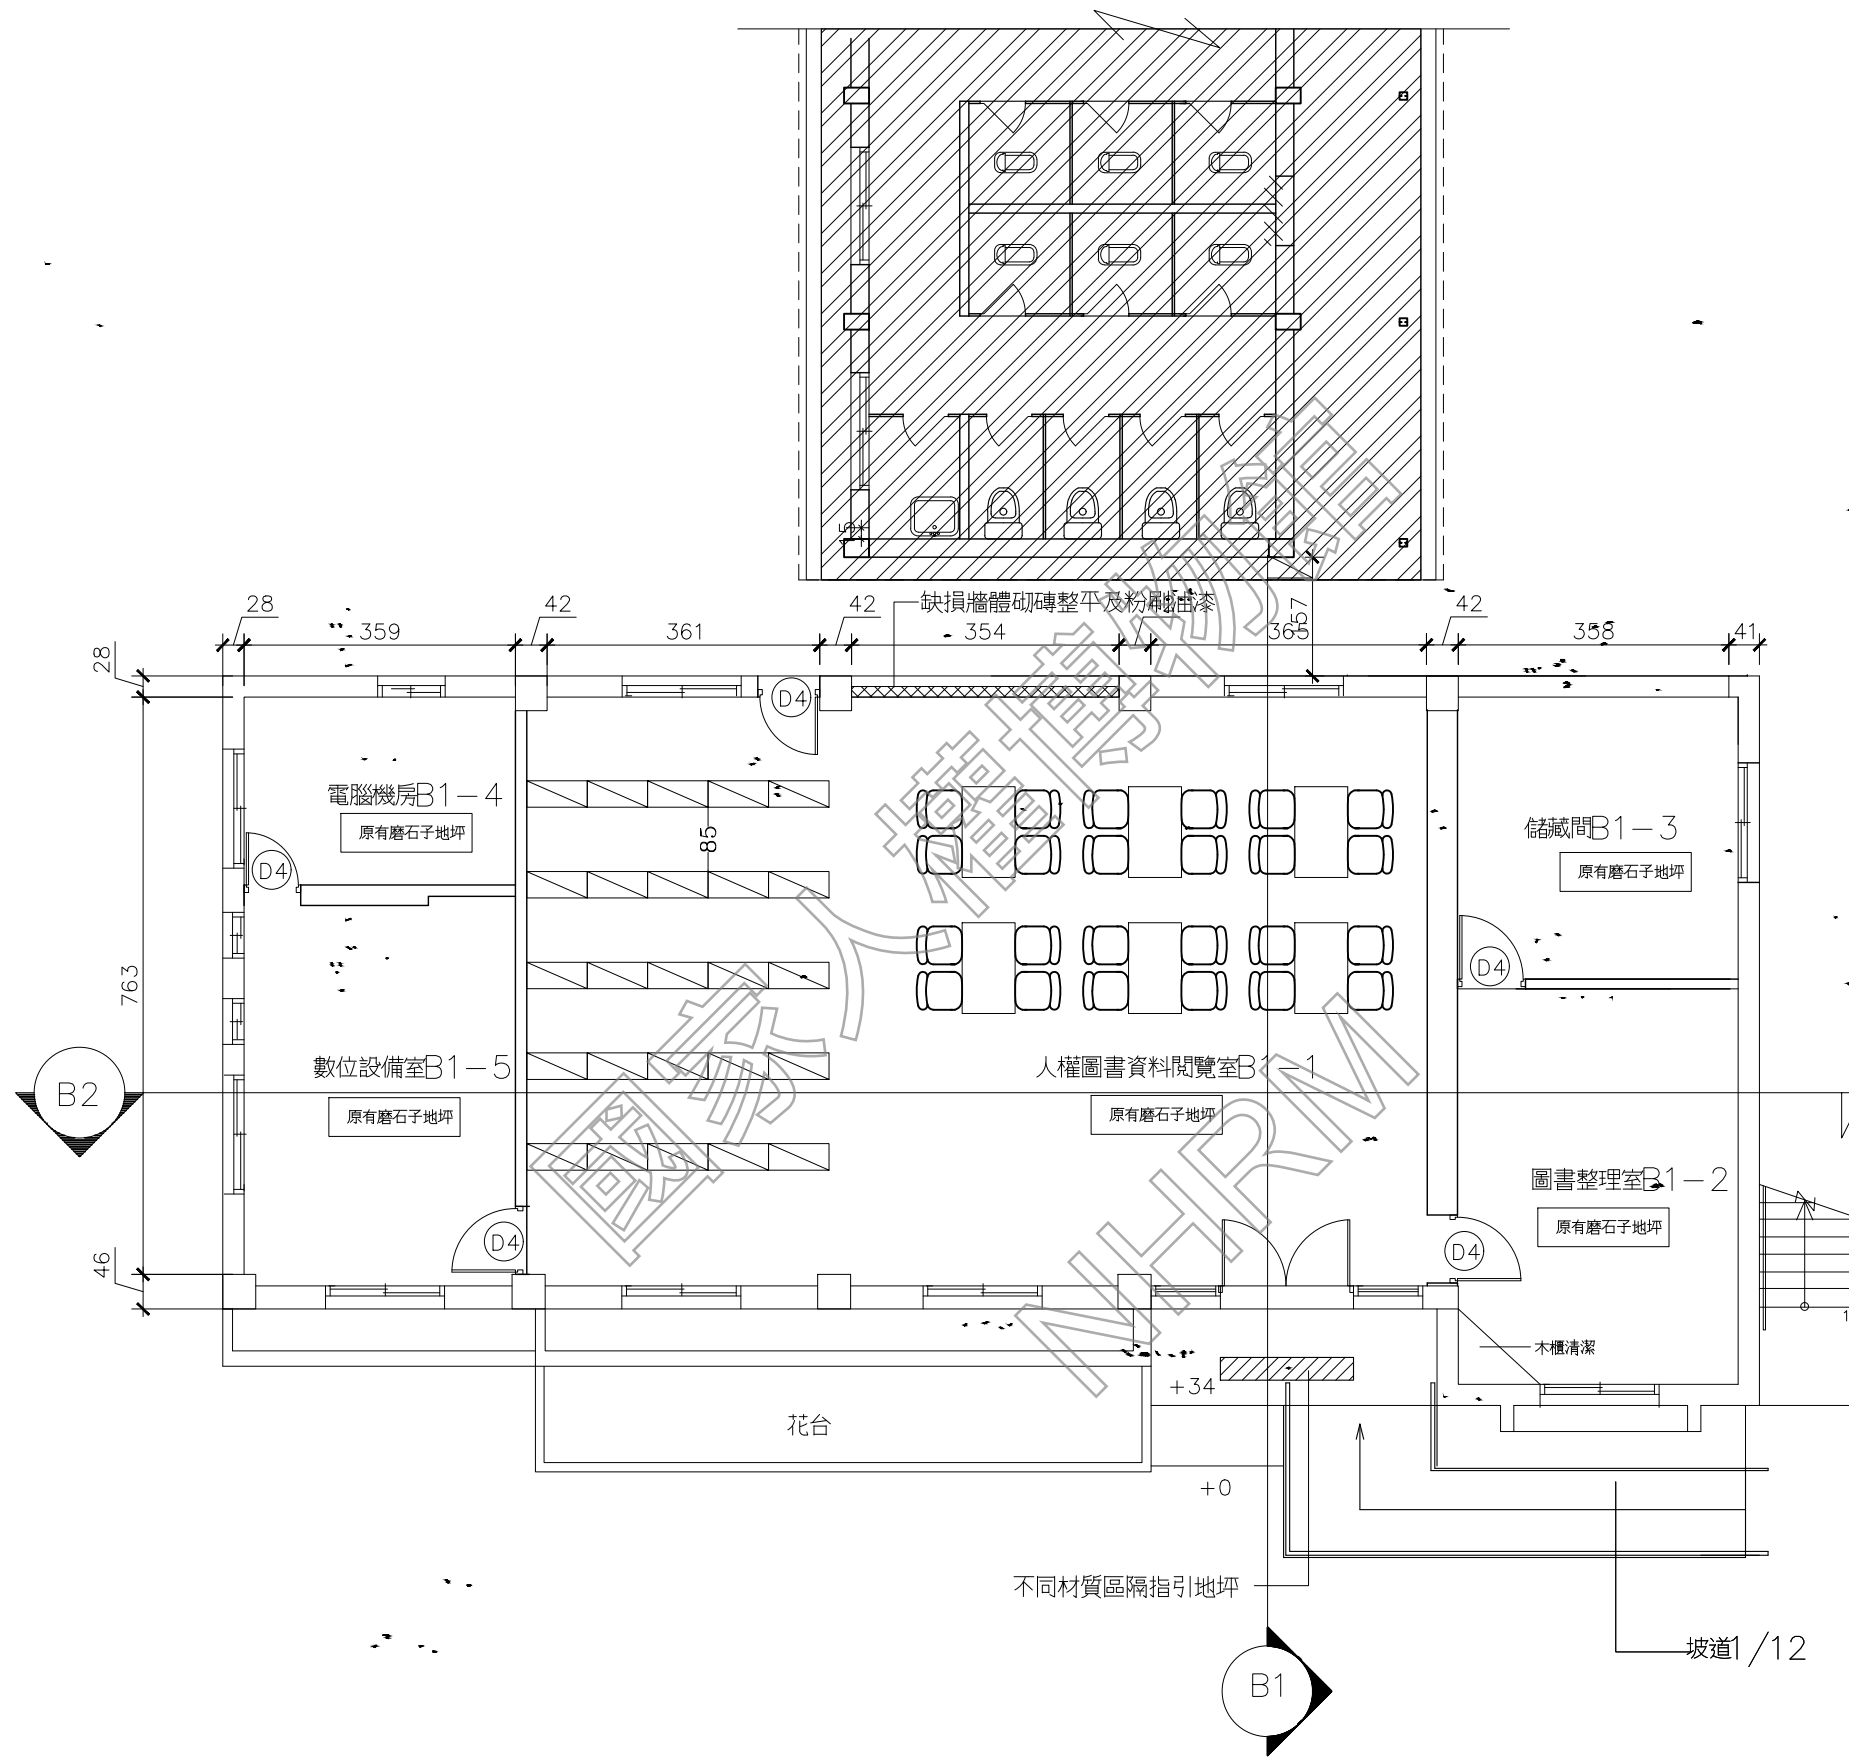 45
缺損牆體砌磚整平及粉刷油漆
28
42
42
42
359
361
354
365
157
358
41
28
D4
電腦機房B1-4
原有磨石子地坪
85
D4
儲藏間B1-3
原有磨石子地坪
D4
763
數位設備室B1-5
原有磨石子地坪
人權圖書資料閱覽室B1-1
原有磨石子地坪
B2
圖書整理室B1-2
原有磨石子地坪
D4
D4
46
木櫃清潔
+34
花台
+0
不同材質區隔指引地坪
坡道1/12
B1
國家人權博物館
NHRM